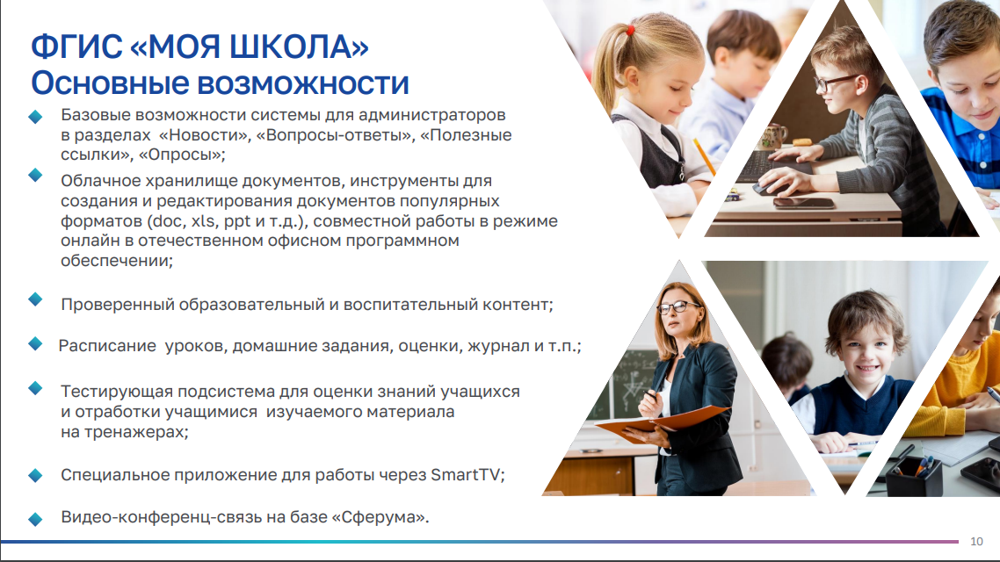 ФГИС «МОЯ ШКОЛА»
Основные возможности
Базовые возможности системы для администраторов
в разделах «Новости», «Вопросы-ответы», «Полезные
ссылки», «Опросы»;
Облачное хранилище документов, инструменты для
создания и редактирования документов популярных
форматов (doc, xls, ppt и т.д.), совместной работы в режиме
онлайн в отечественном офисном программном
обеспечении;
Проверенный образовательный и воспитательный контент;
Расписание уроков, домашние задания, оценки, журнал и т.п.;
Тестирующая подсистема для оценки знаний учащихся
и отработки учащимися изучаемого материала
на тренажерах;
Специальное приложение для работы через SmartTV;
Видео-конференц-связь на базе «Сферума».
10